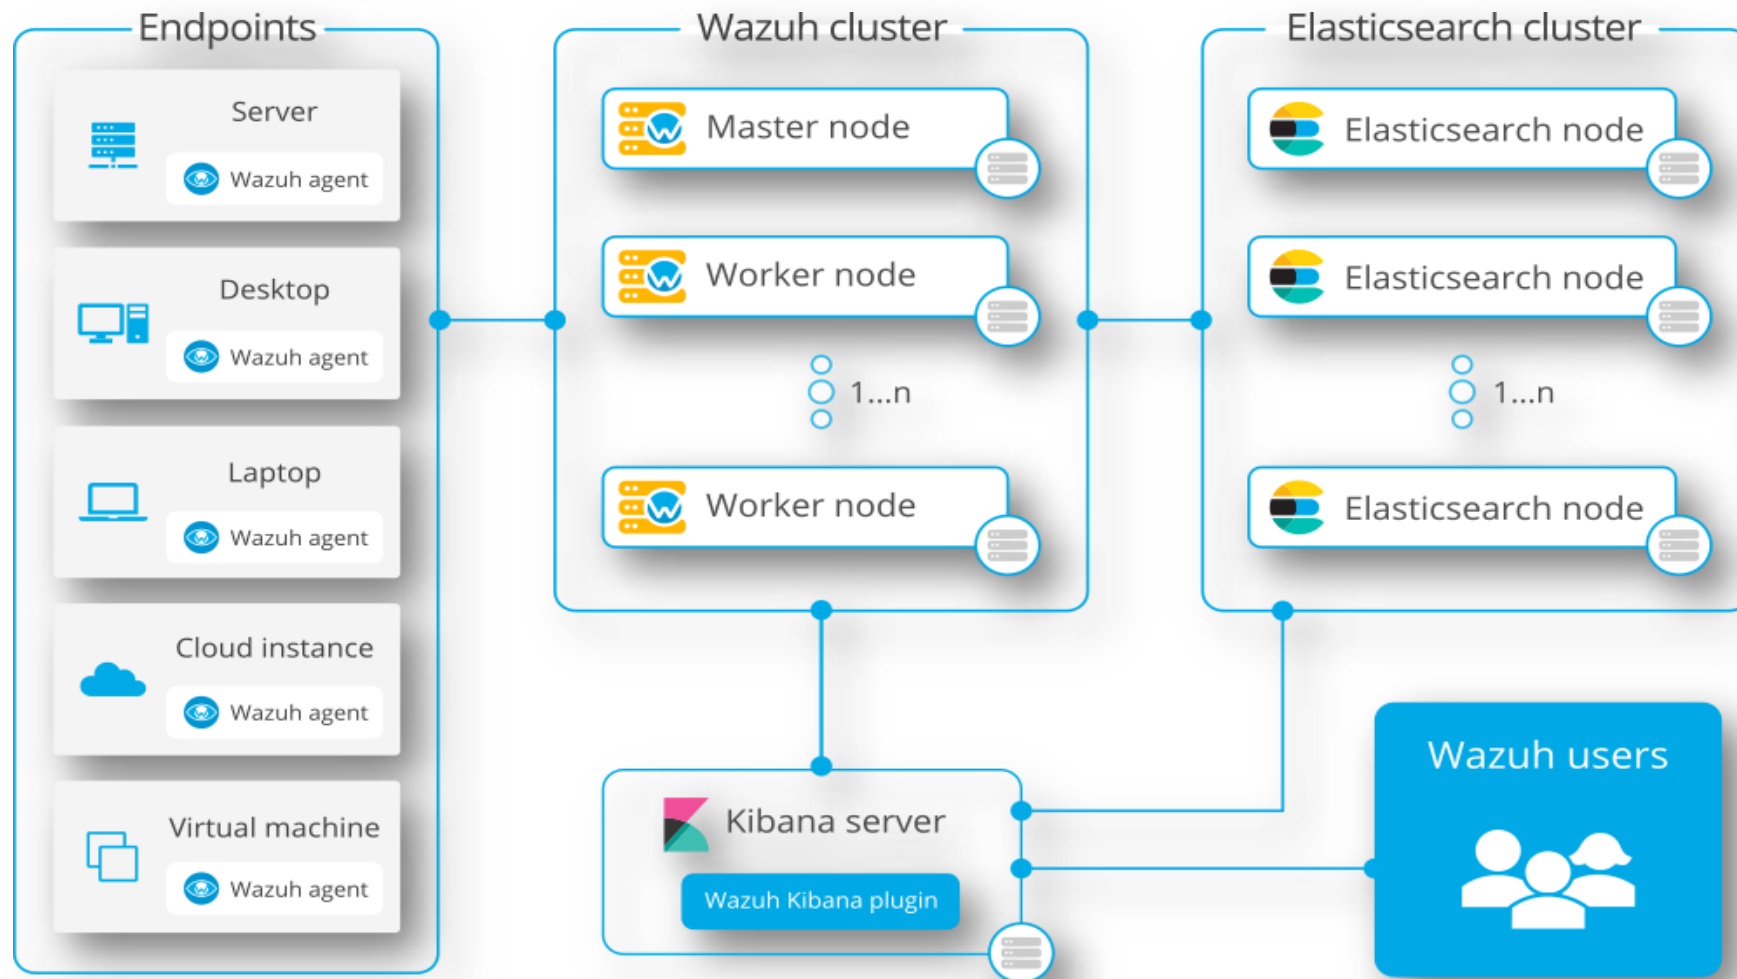 Endpoints
Server
Wazuh agent
Desktop
Wazuh agent
Laptop
Wazuh agent
Cloud instance
Wazuh agent
Virtual machine
Wazuh agent
Wazuh cluster
Master node
Worker node
1...n
Worker node
Elasticsearch cluster
Elasticsearch node
Elasticsearch node
1...n
Elasticsearch node
Kibana server
Wazuh Kibana plugin
Wazuh users